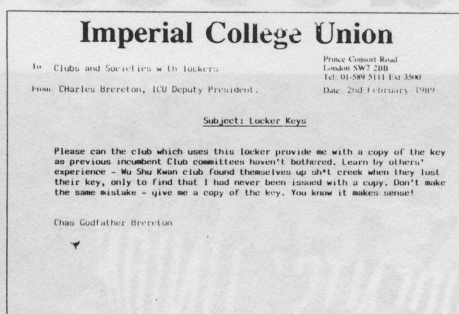 Imperial College Union
Prince Consort Road
To Clubs and Societies with lockers London SW7 2BB
Tel: 01-589 5111 Ext 3500
From CHarles Brereton, ICU Deputy President. Date: 2nd February 1989
Subject: Locker Keys
Please can the club which uses this locker provide me with a copy of the key
as previous incumbent Club committees haven't bothered. Learn by others'
experience - Wu Shu Kwan club found themselves up sh*t creek when they lost
their key, only to find that I had never been issued with a copy. Don't make
the same mistake - give me a copy of the key. You know it makes sense!
Chas Godfather Brereton